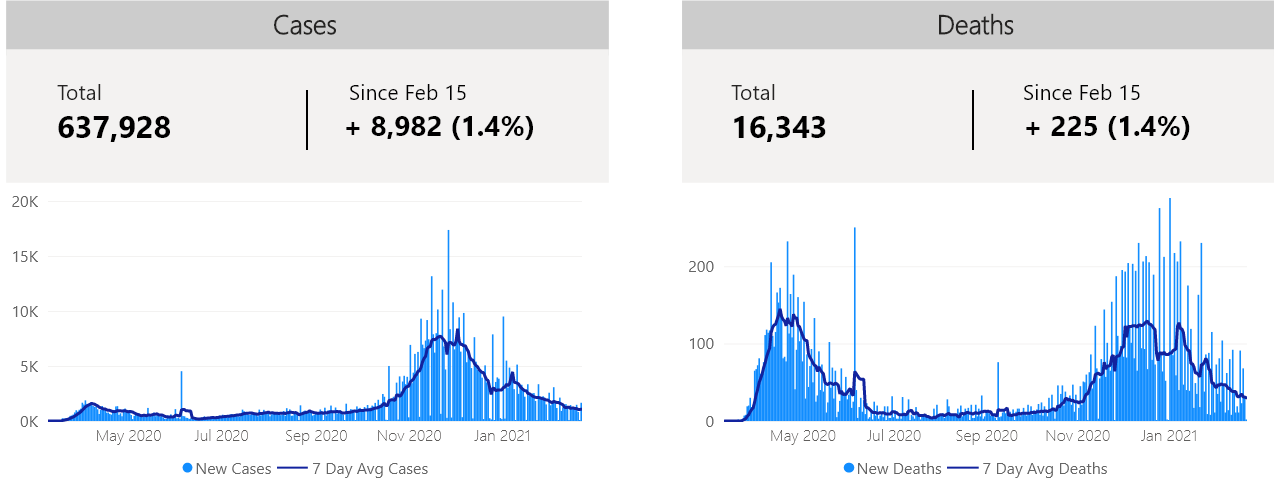 Cases
Total
637,928
Since Feb 15
+ 8,982 (1.4%)
20K
15K
10K
5K
0K
May 2020 Jul 2020 Sep 2020 Nov 2020 Jan 2021
New Cases 7 Day Avg Cases
Deaths
Total
16,343
Since Feb 15
+ 225 (1.4%)
200
100
0
May 2020 Jul 2020 Sep 2020 Nov 2020 Jan 2021
New Deaths 7 Day Avg Deaths